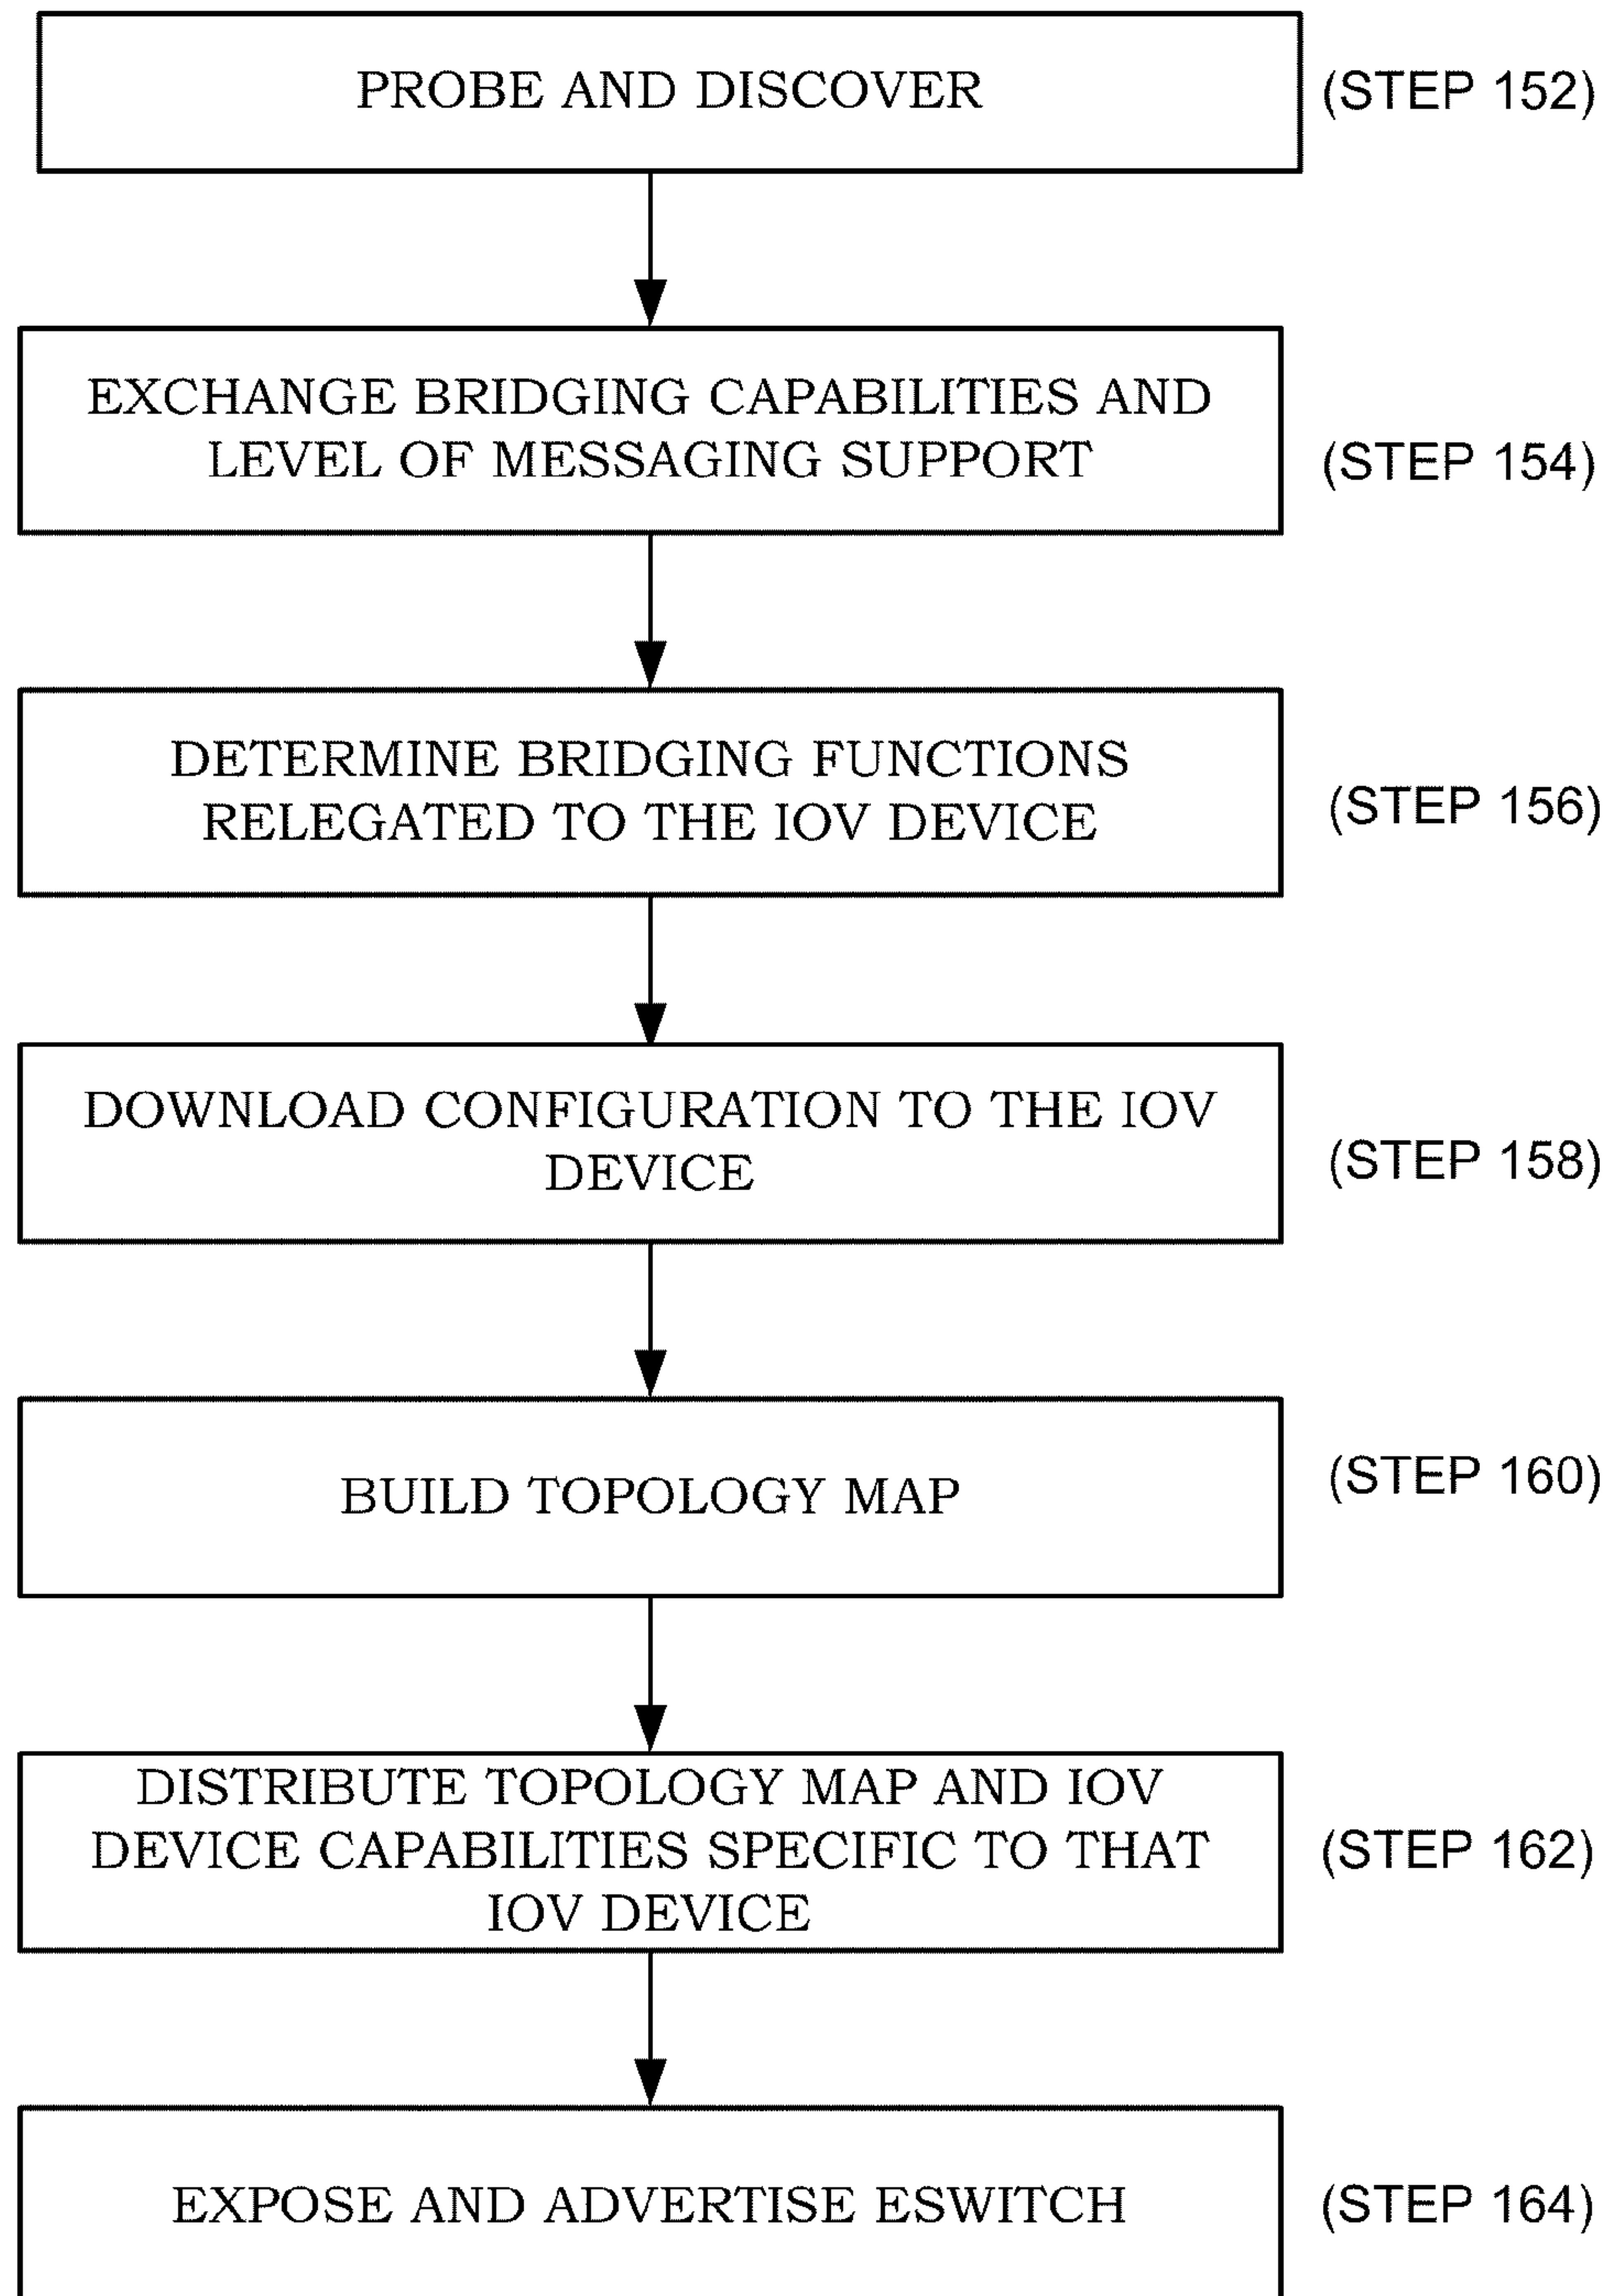 PROBE AND DISCOVER
(STEP 152)
EXCHANGE BRIDGING CAPABILITIES AND
LEVEL OF MESSAGING SUPPORT
(STEP 154)
DETERMINE BRIDGING FUNCTIONS
RELEGATED TO THE IOV DEVICE
(STEP 156)
DOWNLOAD CONFIGURATION TO THE IOV
DEVICE
(STEP 158)
BUILD TOPOLOGY MAP
(STEP 160)
DISTRIBUTE TOPOLOGY MAP AND IOV
DEVICE CAPABILITIES SPECIFIC TO THAT
IOV DEVICE
(STEP 162)
EXPOSE AND ADVERTISE ESWITCH
(STEP 164)